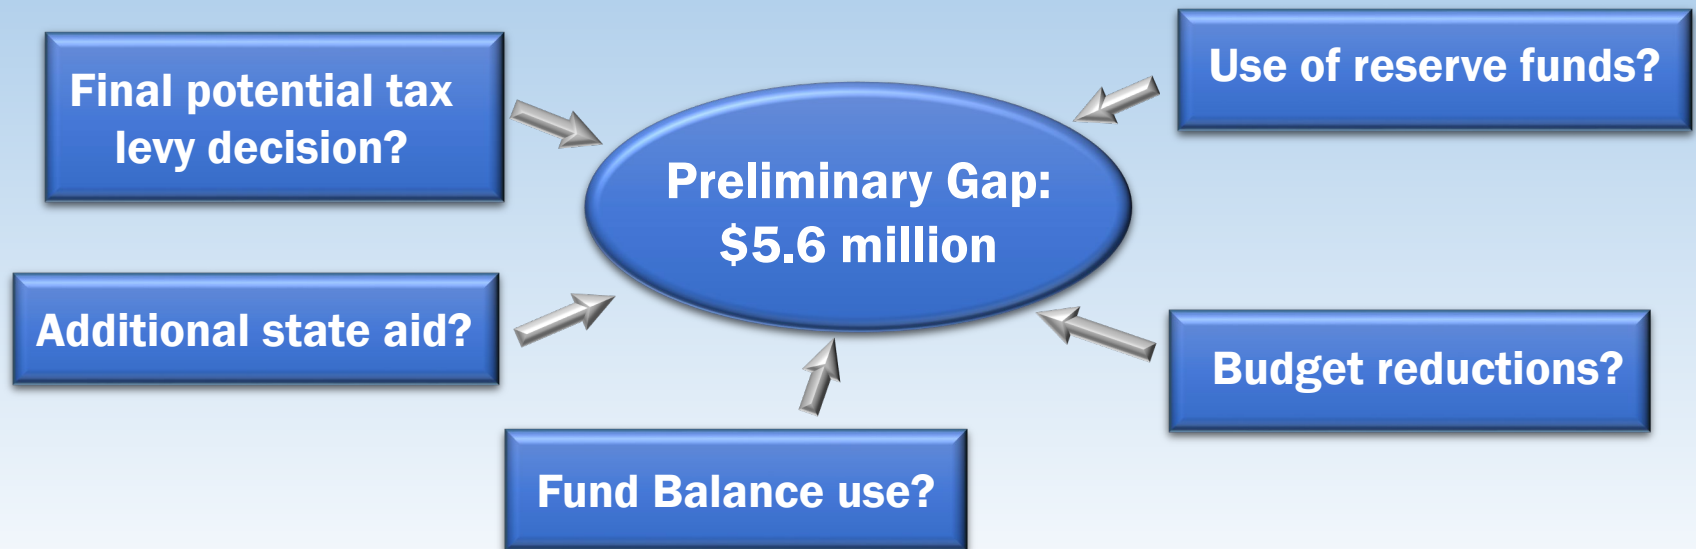 Final potential tax
levy decision?
Use of reserve funds?
Preliminary Gap:
$5.6 million
Additional state aid?
Budget reductions?
Fund Balance use?